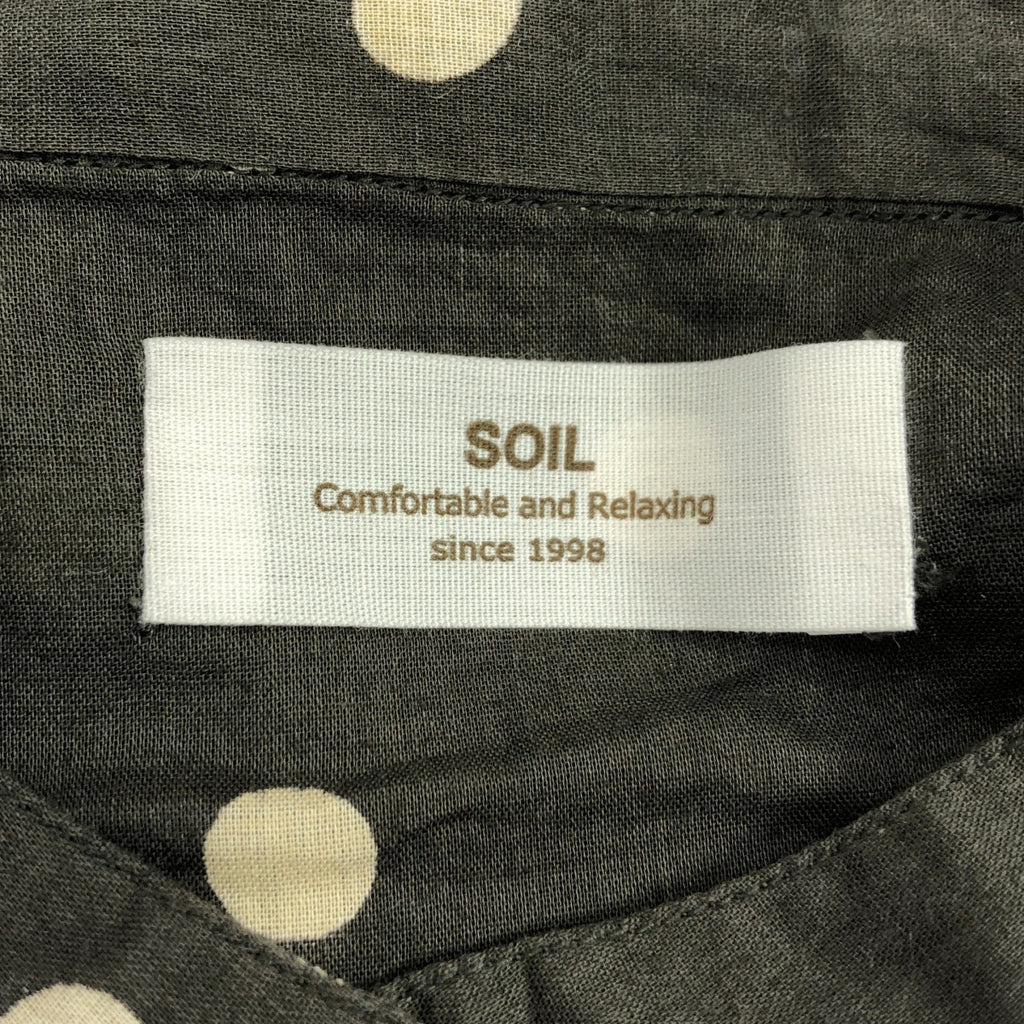 SOIL
Comfortable and Relaxing
since 1998